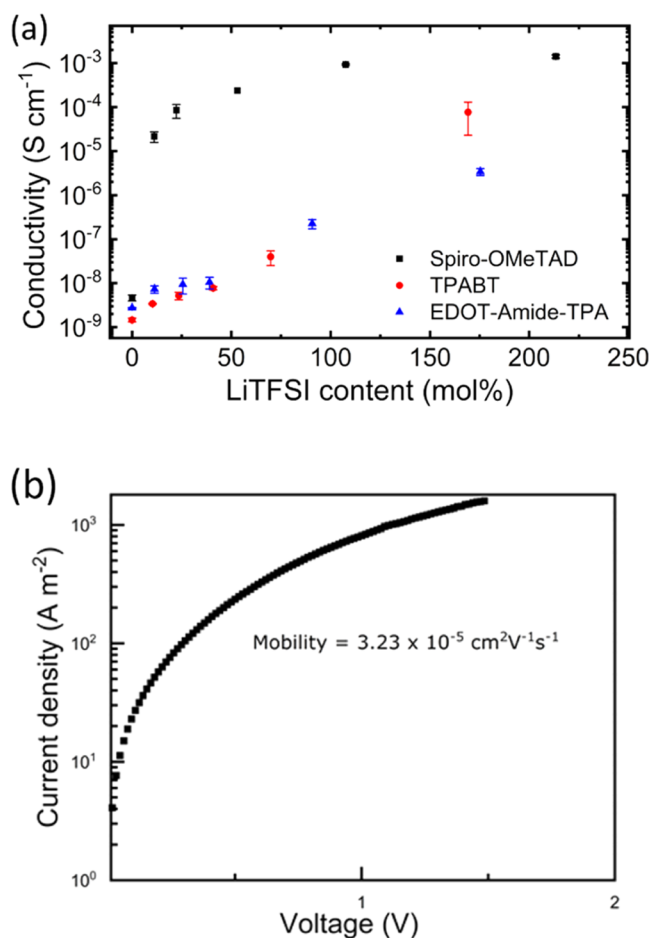 (a)
Conductivity (S cm⁻¹)
10⁻³
10⁻⁴
10⁻⁵
10⁻⁶
10⁻⁷
10⁻⁸
10⁻⁹
Spiro-OMeTAD
TPABT
EDOT-Amide-TPA
0 50 100 150 200 250
LiTFSI content (mol%)
(b)
Current density (A m⁻²)
10³
10²
10¹
10⁰
Mobility = 3.23 x 10⁻⁵ cm²V⁻¹s⁻¹
1 2
Voltage (V)